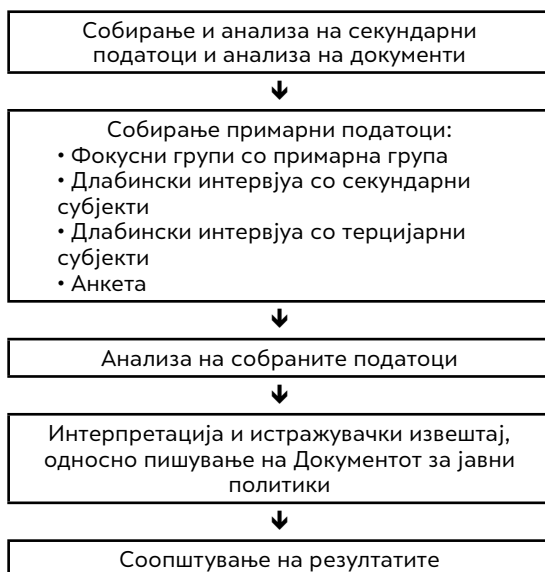 Собирање и анализа на секундарни
податоци и анализа на документи
Собирање примарни податоци:
• Фокусни групи со примарна група
• Длабински интервјуа со секундарни
субјекти
• Длабински интервјуа со терцијарни
субјекти
• Анкета
Анализа на собраните податоци
Интерпретација и истражувачки извештај,
односно пишување на Документот за јавни
политики
Соопштување на резултатите